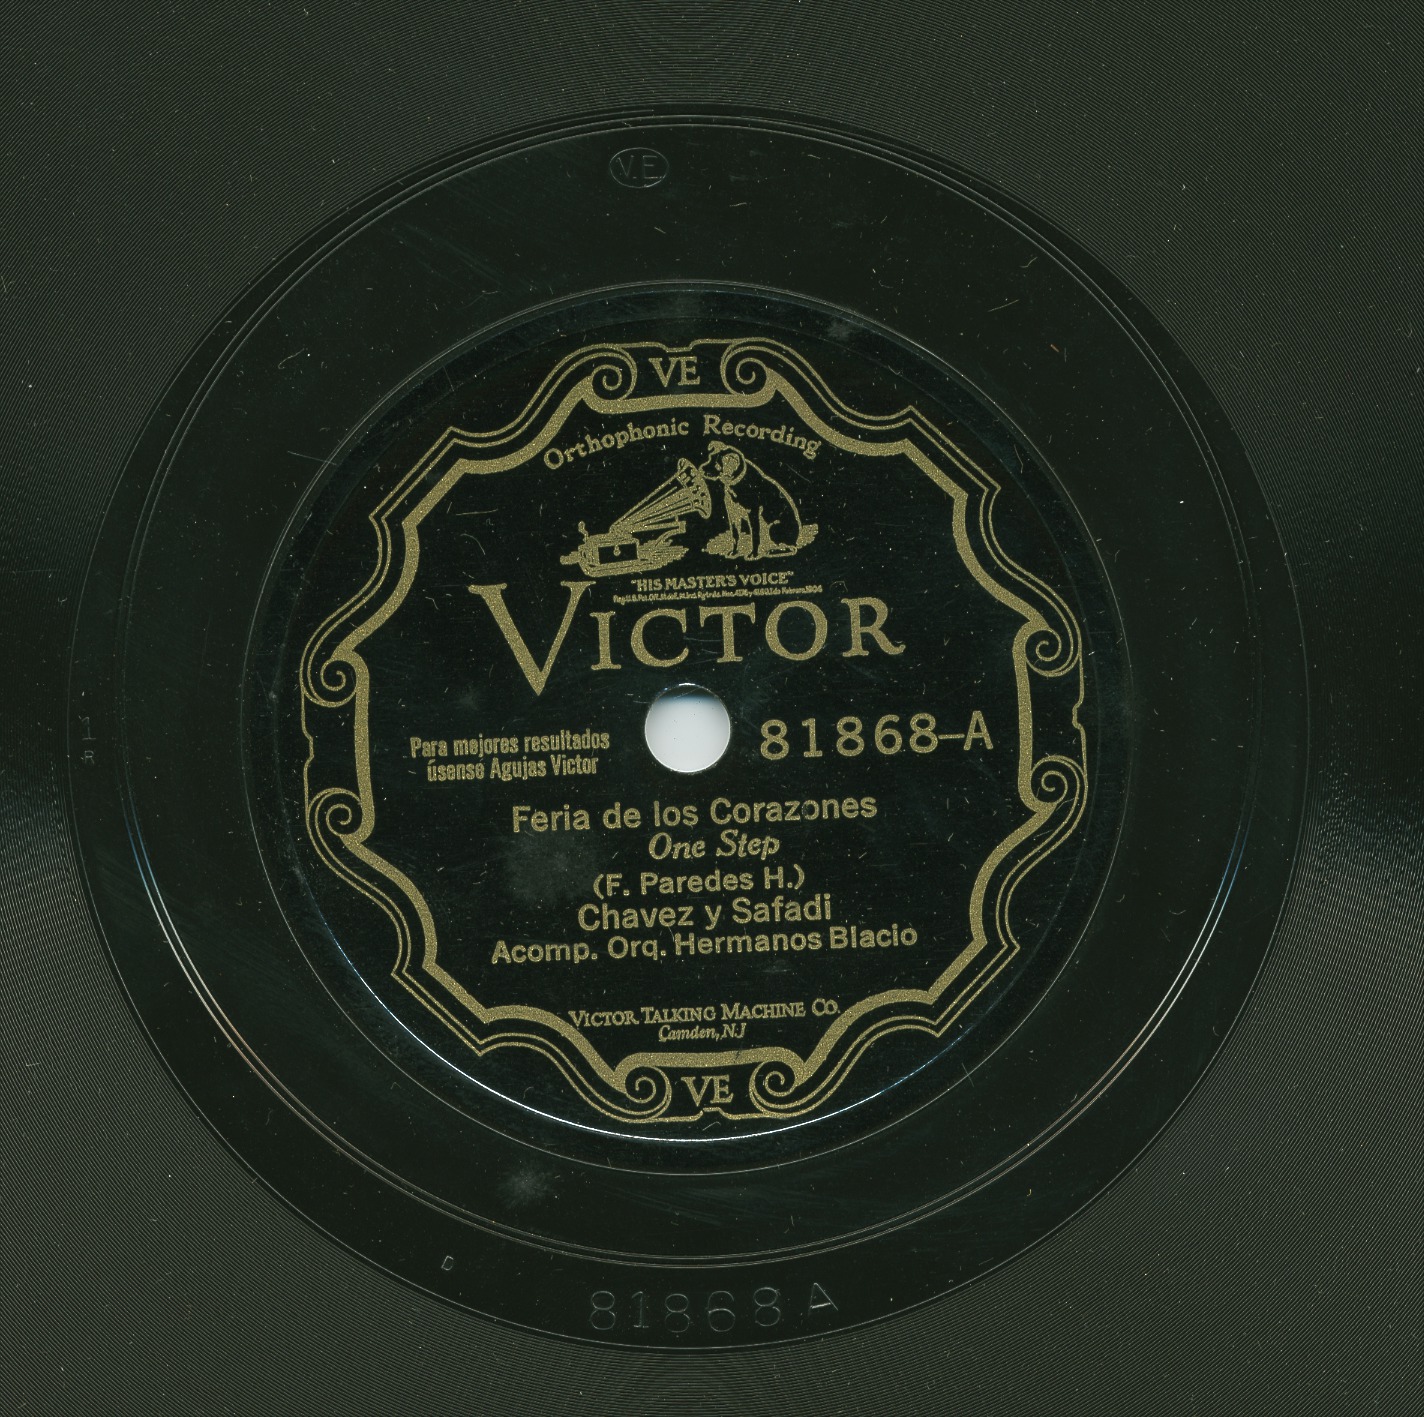 V.E.
VE
Orthophonic Recording
"HIS MASTER'S VOICE"
VICTOR
Para mejores resultados
úsense Agujas Victor
81868-A
Feria de los Corazones
One Step
(F. Paredes H.)
Chavez y Safadi
Acomp. Orq. Hermanos Blacio
VICTOR TALKING MACHINE CO.
Camden, N.J
VE
D
81868 A